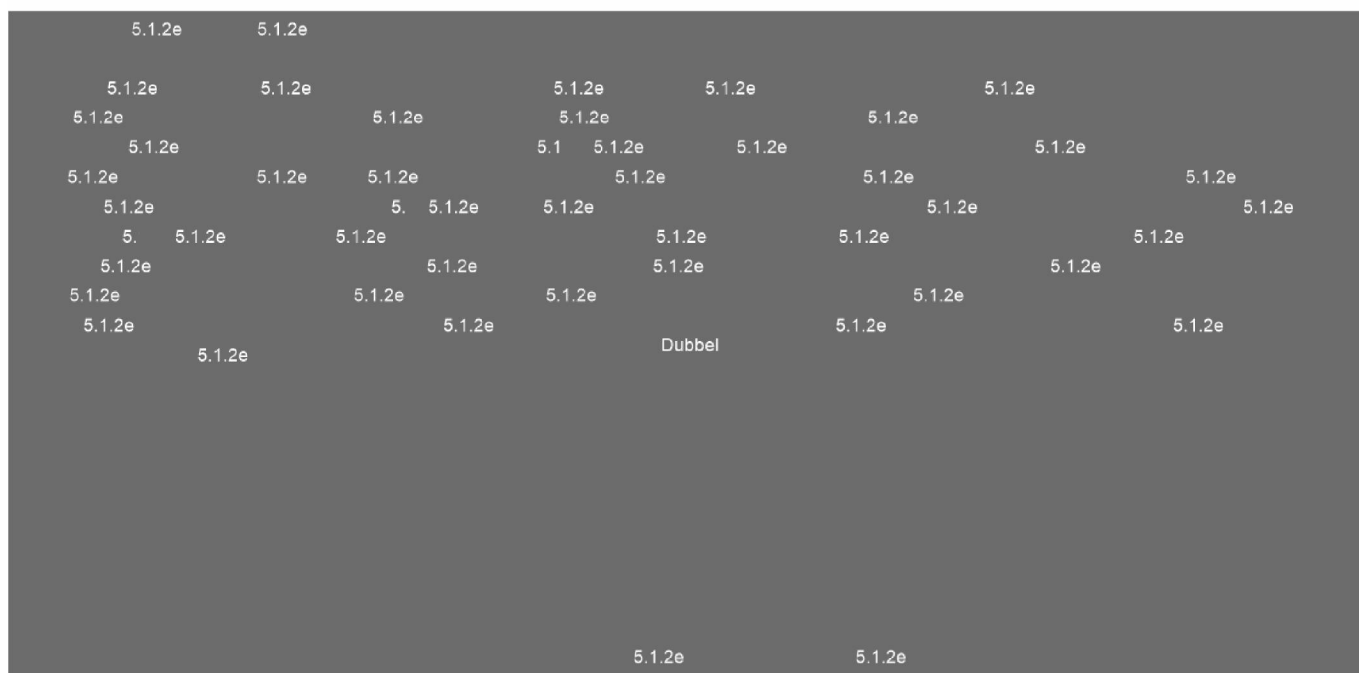 5.1.2e 5.1.2e
5.1.2e 5.1.2e 5.1.2e 5.1.2e 5.1.2e
5.1.2e 5.1.2e 5.1.2e 5.1.2e
5.1.2e 5.1 5.1.2e 5.1.2e 5.1.2e
5.1.2e 5.1.2e 5.1.2e 5.1.2e 5.1.2e 5.1.2e
5.1.2e 5. 5.1.2e 5.1.2e 5.1.2e 5.1.2e
5. 5.1.2e 5.1.2e 5.1.2e 5.1.2e 5.1.2e
5.1.2e 5.1.2e 5.1.2e 5.1.2e
5.1.2e 5.1.2e 5.1.2e 5.1.2e
5.1.2e 5.1.2e 5.1.2e 5.1.2e
Dubbel
5.1.2e
5.1.2e 5.1.2e